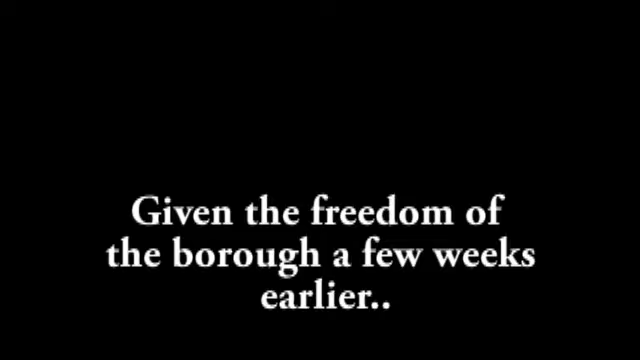 Given the freedom of
the borough a few weeks
earlier..